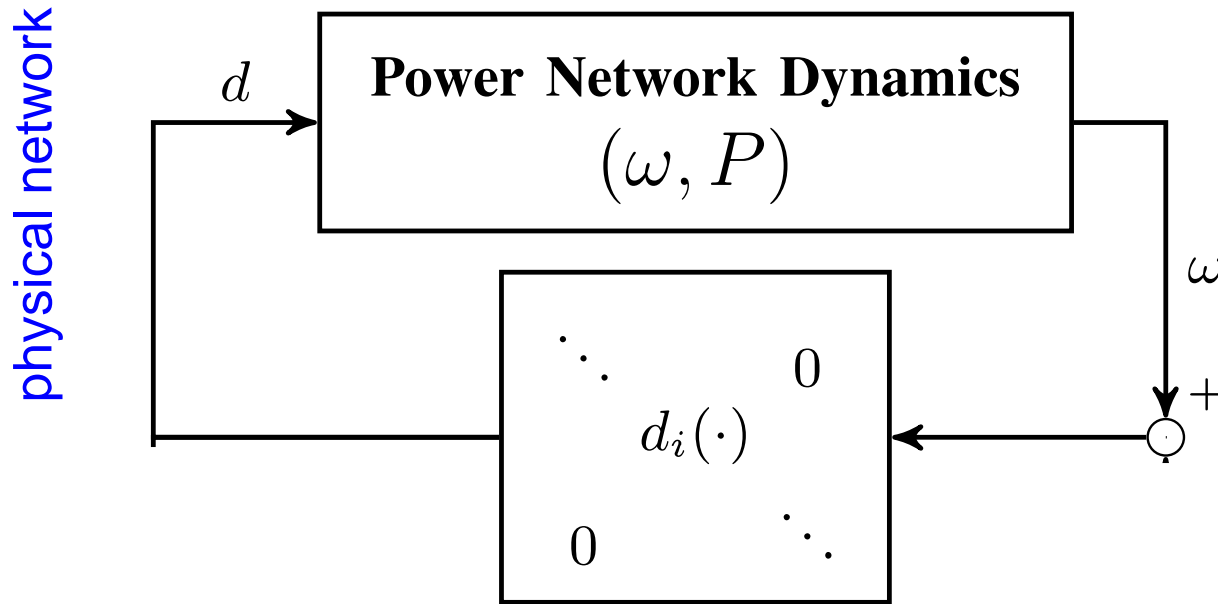 physical network
d
Power Network Dynamics
(ω, P)
ω
⋱ 0
+
d_i(·)
0 ⋱